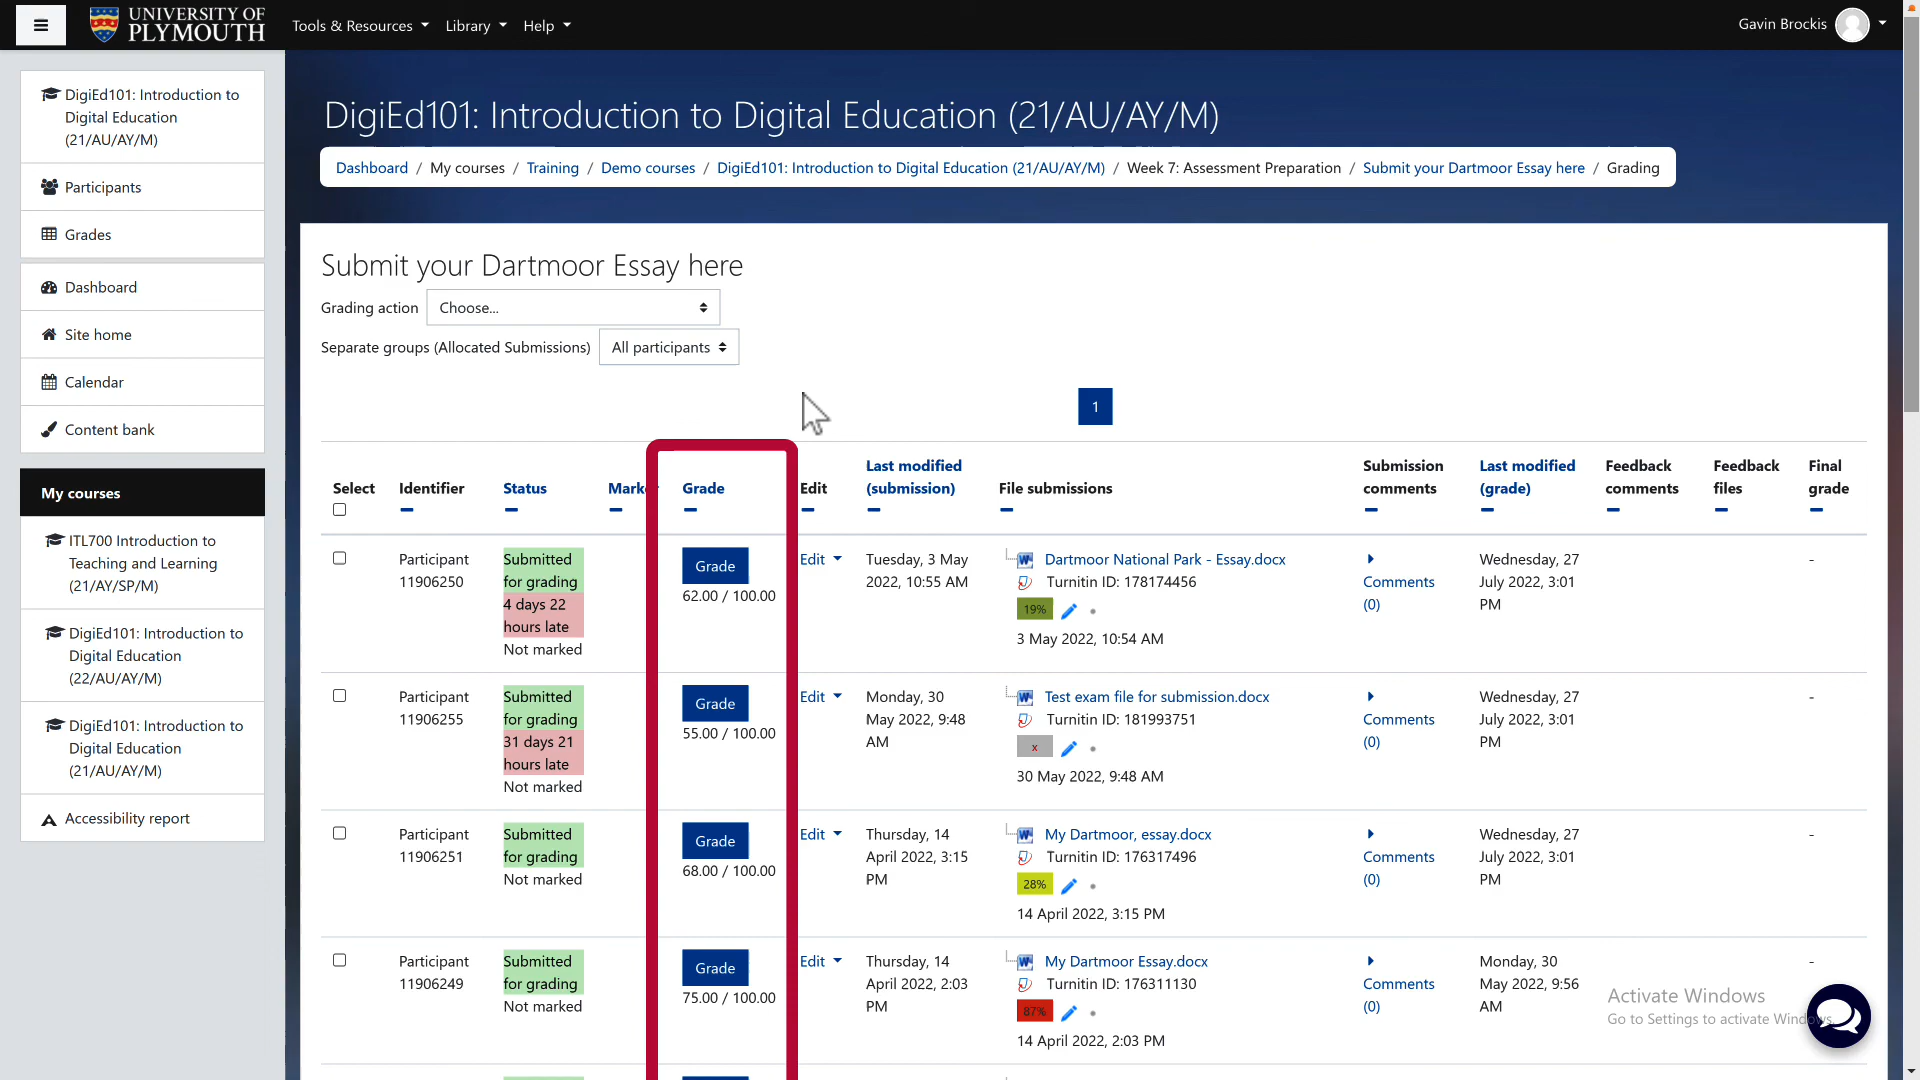 UNIVERSITY OF
PLYMOUTH
Tools & Resources
Library
Help
Gavin Brockis
DigiEd101: Introduction to
Digital Education
(21/AU/AY/M)
Participants
Grades
Dashboard
Site home
Calendar
Content bank
My courses
ITL700 Introduction to
Teaching and Learning
(21/AY/SP/M)
DigiEd101: Introduction to
Digital Education
(22/AU/AY/M)
DigiEd101: Introduction to
Digital Education
(21/AU/AY/M)
Accessibility report
DigiEd101: Introduction to Digital Education (21/AU/AY/M)
Dashboard / My courses / Training / Demo courses / DigiEd101: Introduction to Digital Education (21/AU/AY/M) / Week 7: Assessment Preparation / Submit your Dartmoor Essay here / Grading
Submit your Dartmoor Essay here
Grading action Choose...
Separate groups (Allocated Submissions) All participants
1
Select
Identifier
Status
Marke
Grade
Edit
Last modified
(submission)
File submissions
Submission
comments
Last modified
(grade)
Feedback
comments
Feedback
files
Final
grade
Participant
11906250
Submitted
for grading
4 days 22
hours late
Not marked
Grade
62.00 / 100.00
Edit
Tuesday, 3 May
2022, 10:55 AM
Dartmoor National Park - Essay.docx
Turnitin ID: 178174456
19%
3 May 2022, 10:54 AM
Comments
(0)
Wednesday, 27
July 2022, 3:01
PM
-
Participant
11906255
Submitted
for grading
31 days 21
hours late
Not marked
Grade
55.00 / 100.00
Edit
Monday, 30
May 2022, 9:48
AM
Test exam file for submission.docx
Turnitin ID: 181993751
x
30 May 2022, 9:48 AM
Comments
(0)
Wednesday, 27
July 2022, 3:01
PM
-
Participant
11906251
Submitted
for grading
Not marked
Grade
68.00 / 100.00
Edit
Thursday, 14
April 2022, 3:15
PM
My Dartmoor, essay.docx
Turnitin ID: 176317496
28%
14 April 2022, 3:15 PM
Comments
(0)
Wednesday, 27
July 2022, 3:01
PM
-
Participant
11906249
Submitted
for grading
Not marked
Grade
75.00 / 100.00
Edit
Thursday, 14
April 2022, 2:03
PM
My Dartmoor Essay.docx
Turnitin ID: 176311130
87%
14 April 2022, 2:03 PM
Comments
(0)
Monday, 30
May 2022, 9:56
AM
-
Activate Windows
Go to Settings to activate Windows.